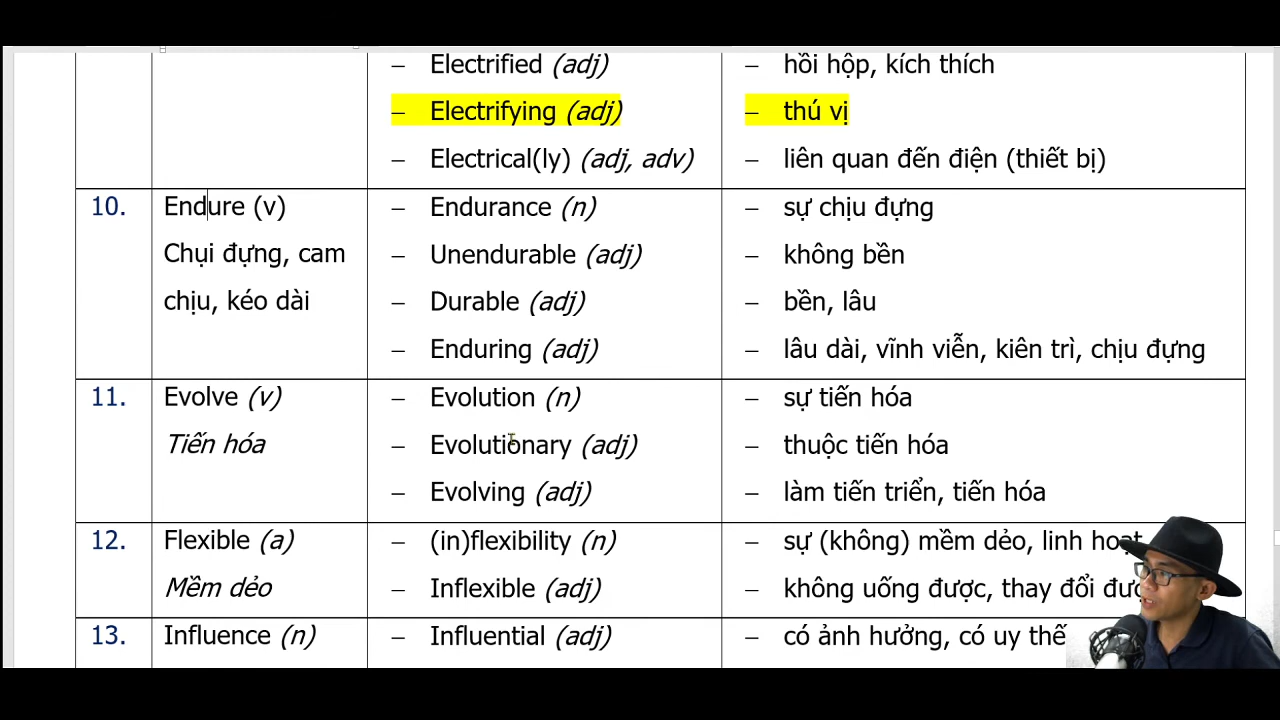 – Electrified (adj) – hồi hộp, kích thích
– Electrifying (adj) – thú vị
– Electrical(ly) (adj, adv) – liên quan đến điện (thiết bị)
10. Endure (v) – Endurance (n) – sự chịu đựng
Chụi đựng, cam – Unendurable (adj) – không bền
chịu, kéo dài – Durable (adj) – bền, lâu
– Enduring (adj) – lâu dài, vĩnh viễn, kiên trì, chịu đựng
11. Evolve (v) – Evolution (n) – sự tiến hóa
Tiến hóa – Evolutionary (adj) – thuộc tiến hóa
– Evolving (adj) – làm tiến triển, tiến hóa
12. Flexible (a) – (in)flexibility (n) – sự (không) mềm dẻo, linh hoạt
Mềm dẻo – Inflexible (adj) – không uống được, thay đổi
13. Influence (n) – Influential (adj) – có ảnh hưởng, có uy thế